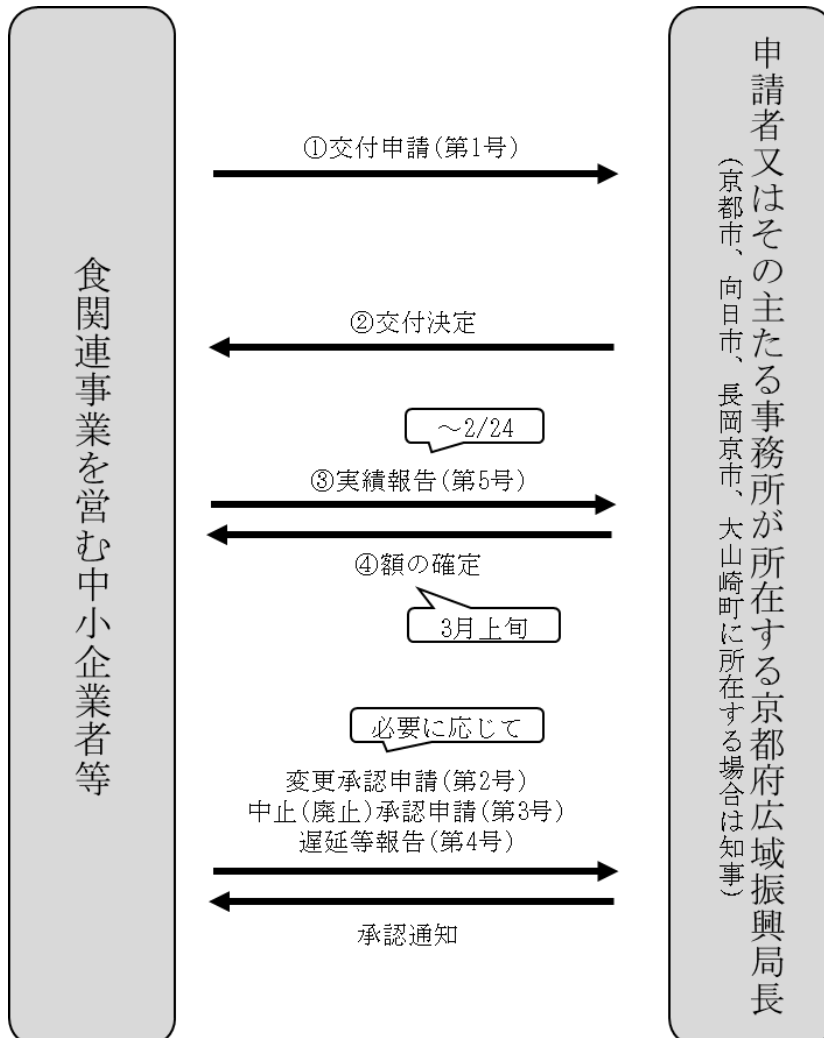 食関連事業を営む中小企業者等
①交付申請(第1号)
②交付決定
～2/24
③実績報告(第5号)
④額の確定
3月上旬
必要に応じて
変更承認申請(第2号)
中止(廃止)承認申請(第3号)
遅延等報告(第4号)
承認通知
申請者又はその主たる事務所が所在する京都府広域振興局長
(京都市、向日市、長岡京市、大山崎町に所在する場合は知事)